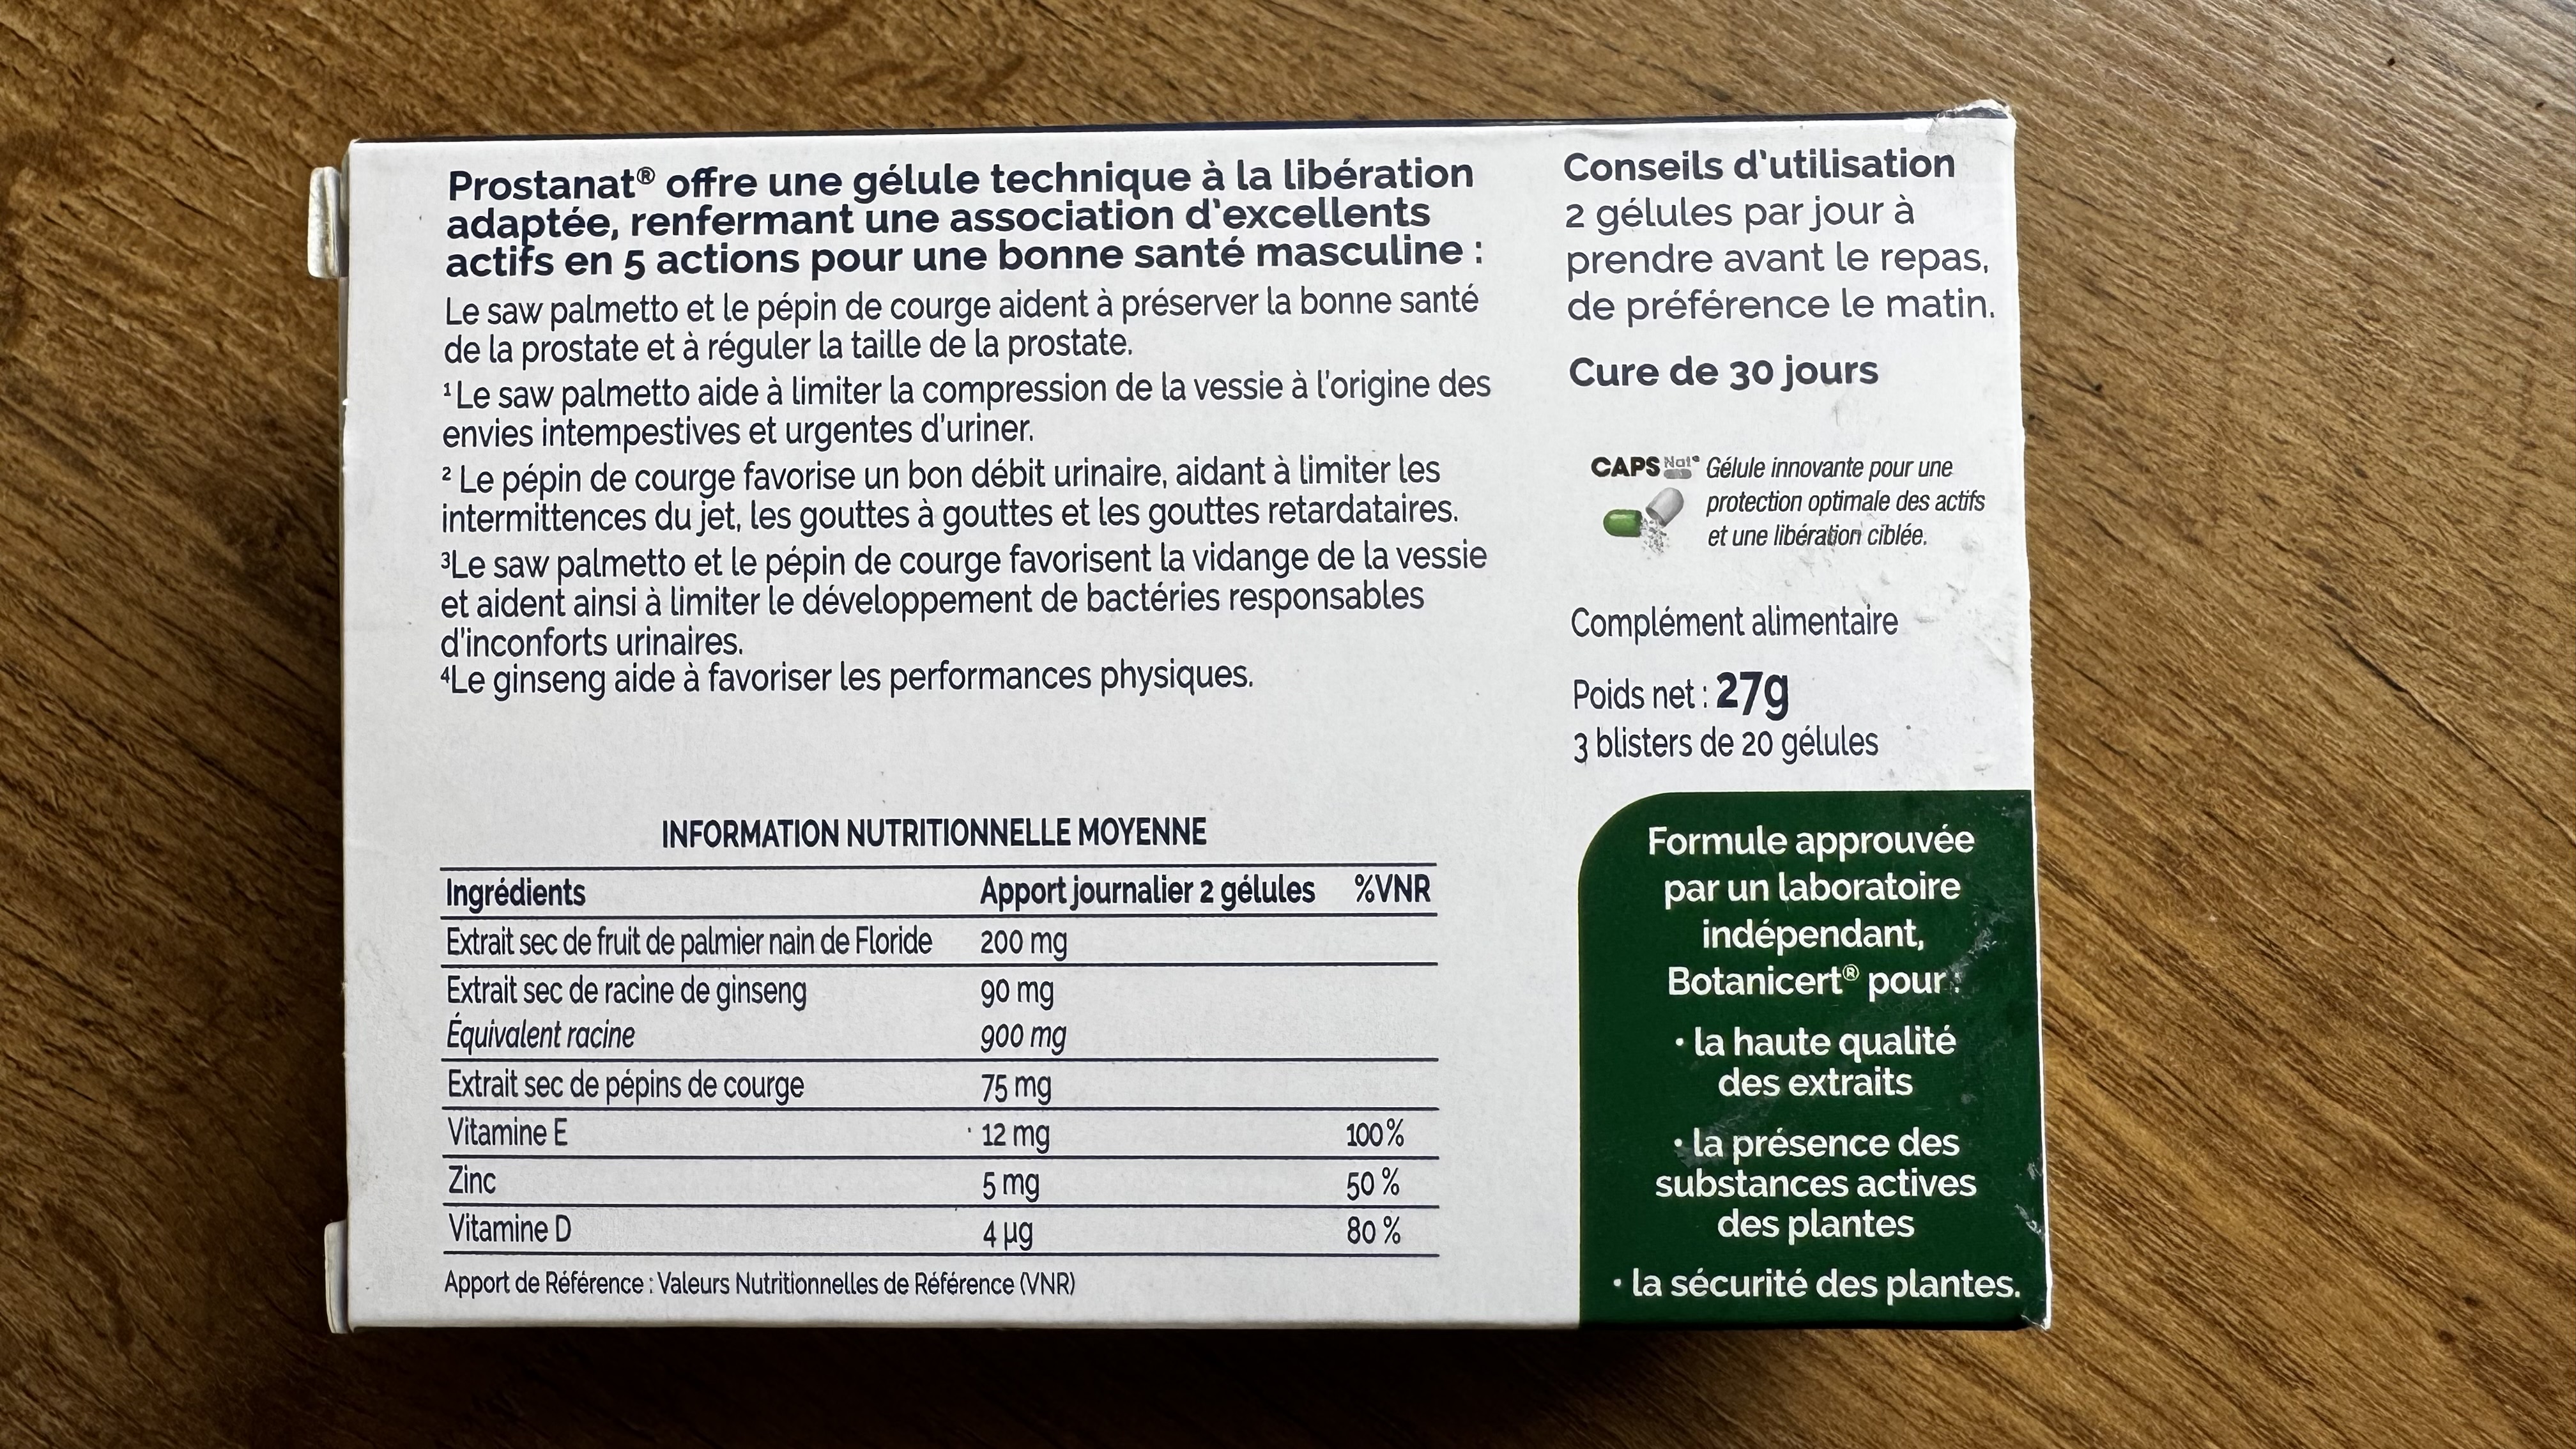 Prostanat® offre une gélule technique à la libération
adaptée, renfermant une association d'excellents
actifs en 5 actions pour une bonne santé masculine :
Le saw palmetto et le pépin de courge aident à préserver la bonne santé
de la prostate et à réguler la taille de la prostate.
¹Le saw palmetto aide à limiter la compression de la vessie à l'origine des
envies intempestives et urgentes d'uriner.
² Le pépin de courge favorise un bon débit urinaire, aidant à limiter les
intermittences du jet, les gouttes à gouttes et les gouttes retardataires.
³Le saw palmetto et le pépin de courge favorisent la vidange de la vessie
et aident ainsi à limiter le développement de bactéries responsables
d'inconforts urinaires.
⁴Le ginseng aide à favoriser les performances physiques.
INFORMATION NUTRITIONNELLE MOYENNE
Ingrédients Apport journalier 2 gélules %VNR
Extrait sec de fruit de palmier nain de Floride 200 mg
Extrait sec de racine de ginseng 90 mg
Équivalent racine 900 mg
Extrait sec de pépins de courge 75 mg
Vitamine E 12 mg 100%
Zinc 5 mg 50 %
Vitamine D 4 µg 80 %
Apport de Référence : Valeurs Nutritionnelles de Référence (VNR)
Conseils d'utilisation
2 gélules par jour à
prendre avant le repas,
de préférence le matin.
Cure de 30 jours
CAPS Nat® Gélule innovante pour une
protection optimale des actifs
et une libération ciblée.
Complément alimentaire
Poids net : 27g
3 blisters de 20 gélules
Formule approuvée
par un laboratoire
indépendant,
Botanicert® pour :
• la haute qualité
des extraits
• la présence des
substances actives
des plantes
• la sécurité des plantes.